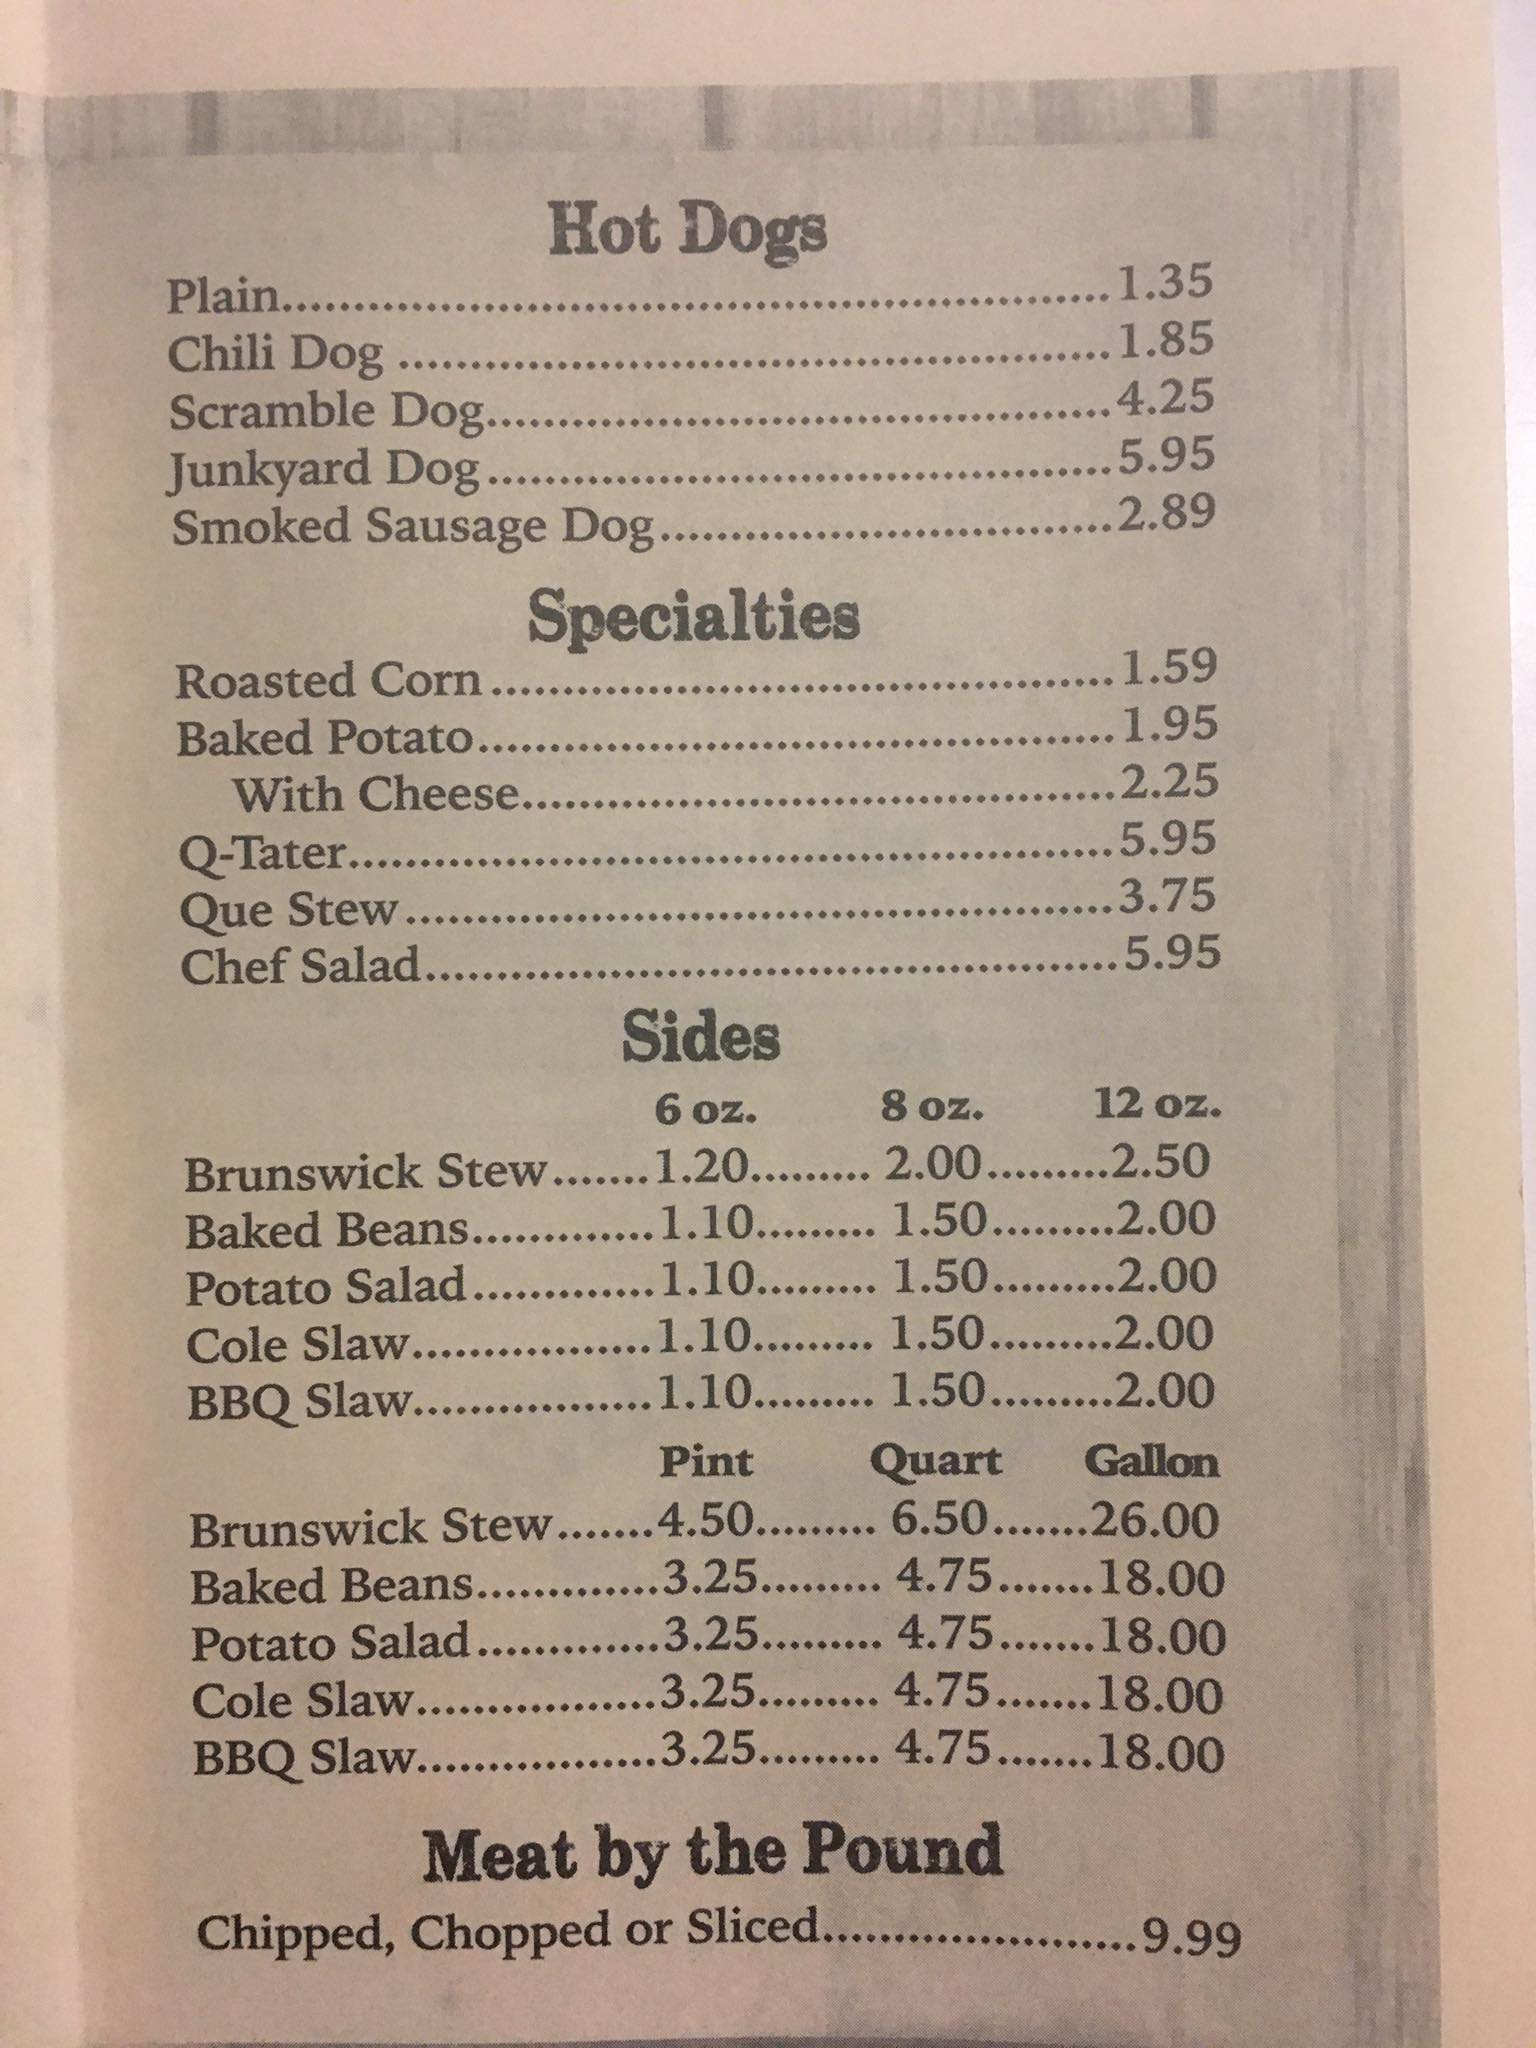 Hot Dogs
Plain..........................................................1.35
Chili Dog ..................................................1.85
Scramble Dog............................................4.25
Junkyard Dog............................................5.95
Smoked Sausage Dog................................2.89
Specialties
Roasted Corn............................................1.59
Baked Potato.............................................1.95
With Cheese..........................................2.25
Q-Tater......................................................5.95
Que Stew..................................................3.75
Chef Salad.................................................5.95
Sides
6 oz. 8 oz. 12 oz.
Brunswick Stew.......1.20......... 2.00.........2.50
Baked Beans.............1.10......... 1.50.........2.00
Potato Salad.............1.10......... 1.50.........2.00
Cole Slaw.................1.10......... 1.50.........2.00
BBQ Slaw.................1.10......... 1.50.........2.00
Pint Quart Gallon
Brunswick Stew.......4.50......... 6.50.......26.00
Baked Beans.............3.25......... 4.75.......18.00
Potato Salad.............3.25......... 4.75.......18.00
Cole Slaw.................3.25......... 4.75.......18.00
BBQ Slaw.................3.25......... 4.75.......18.00
Meat by the Pound
Chipped, Chopped or Sliced......................9.99